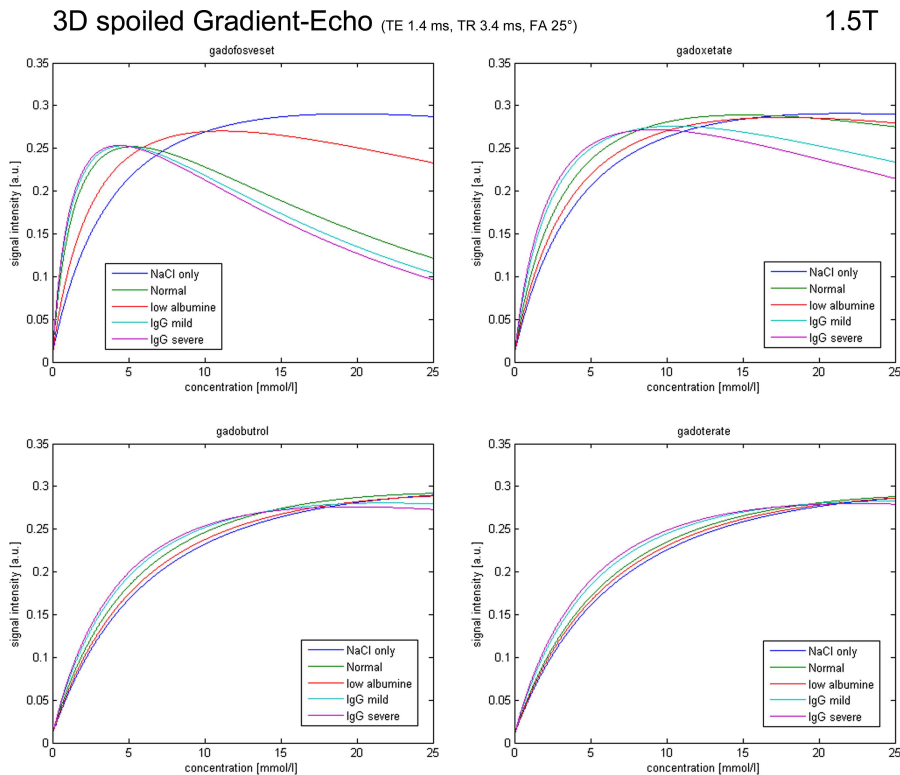 3D spoiled Gradient-Echo (TE 1.4 ms, TR 3.4 ms, FA 25°) 1.5T
gadofosveset
0.35
0.3
0.25
0.2
0.15
0.1
0.05
0
signal intensity [a.u.]
NaCl only
Normal
low albumine
IgG mild
IgG severe
0 5 10 15 20 25
concentration [mmol/l]
gadoxetate
0.35
0.3
0.25
0.2
0.15
0.1
0.05
0
signal intensity [a.u.]
NaCl only
Normal
low albumine
IgG mild
IgG severe
0 5 10 15 20 25
concentration [mmol/l]
gadobutrol
0.35
0.3
0.25
0.2
0.15
0.1
0.05
0
signal intensity [a.u.]
NaCl only
Normal
low albumine
IgG mild
IgG severe
0 5 10 15 20 25
concentration [mmol/l]
gadoterate
0.35
0.3
0.25
0.2
0.15
0.1
0.05
0
signal intensity [a.u.]
NaCl only
Normal
low albumine
IgG mild
IgG severe
0 5 10 15 20 25
concentration [mmol/l]